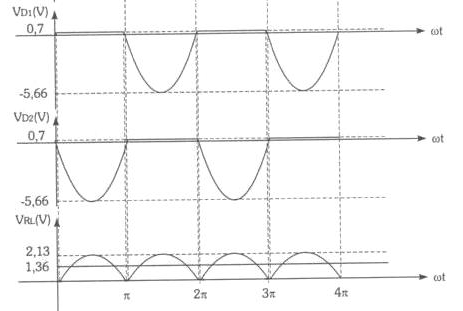 VD1(V)
0,7
ωt
-5,66
VD2(V)
0,7
ωt
-5,66
VRL(V)
2,13
1,36
ωt
π 2π 3π 4π